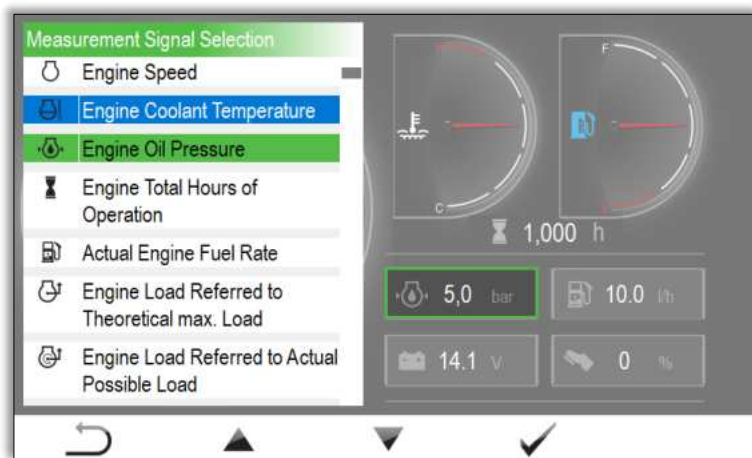 Measurement Signal Selection
Engine Speed
Engine Coolant Temperature
Engine Oil Pressure
Engine Total Hours of
Operation
Actual Engine Fuel Rate
Engine Load Referred to
Theoretical max. Load
Engine Load Referred to Actual
Possible Load
C
F
1,000 h
5,0 bar
10.0 l/h
14.1 V
0 %